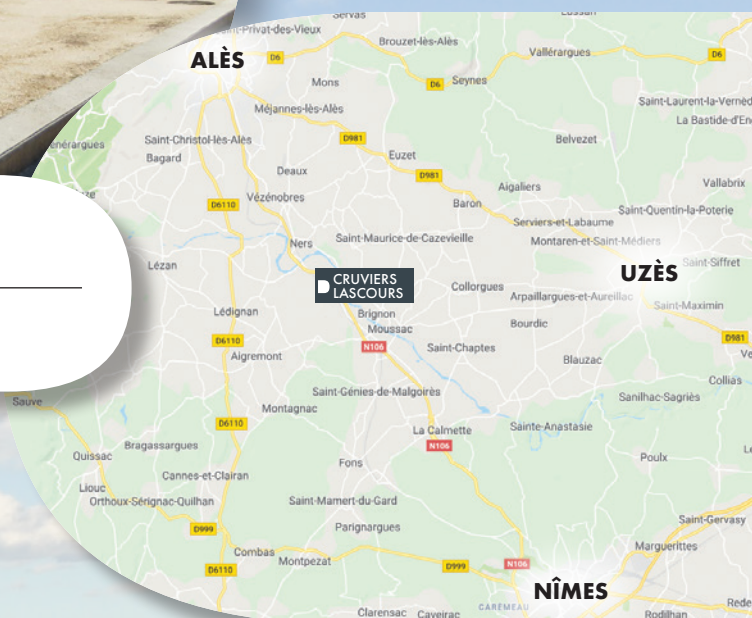 Servas
Saint-Privat-des-Vieux
Brouzet-lès-Alès
ALÈS
D6
Vallérargues
D6
Mons
D6
Seynes
Méjannes-lès-Alès
Saint-Laurent-la-Vernèd
La Bastide-d'En
Saint-Christol-lès-Alès
D981
Belvezet
énérargues
Bagard
Euzet
Deaux
D981
Vallabrix
Aigaliers
Vézénobres
D6110
Baron
Saint-Quentin-la-Poterie
Serviers-et-Labaume
Ners
Saint-Maurice-de-Cazevieille
Montaren-et-Saint-Médiers
Lézan
Saint-Siffret
UZÈS
CRUVIERS
LASCOURS
Collorgues
Arpaillargues-et-Aureillac
Saint-Maximin
Lédignan
Brignon
Bourdic
Moussac
D6110
N106
Saint-Chaptes
D981
Aigremont
Blauzac
Collias
Saint-Génies-de-Malgoirès
Sanilhac-Sagriès
Sauve
Montagnac
D6110
La Calmette
Sainte-Anastasie
Bragassargues
N106
Quissac
Poulx
Fons
Cannes-et-Clairan
Liouc
Orthoux-Sérignac-Quilhan
Saint-Mamert-du-Gard
Saint-Gervasy
D999
Parignargues
Marguerittes
Combas
Montpezat
D999
N106
D6110
NÎMES
CAREMEAU
Clarensac
Caveirac
Rodilhan
Rede